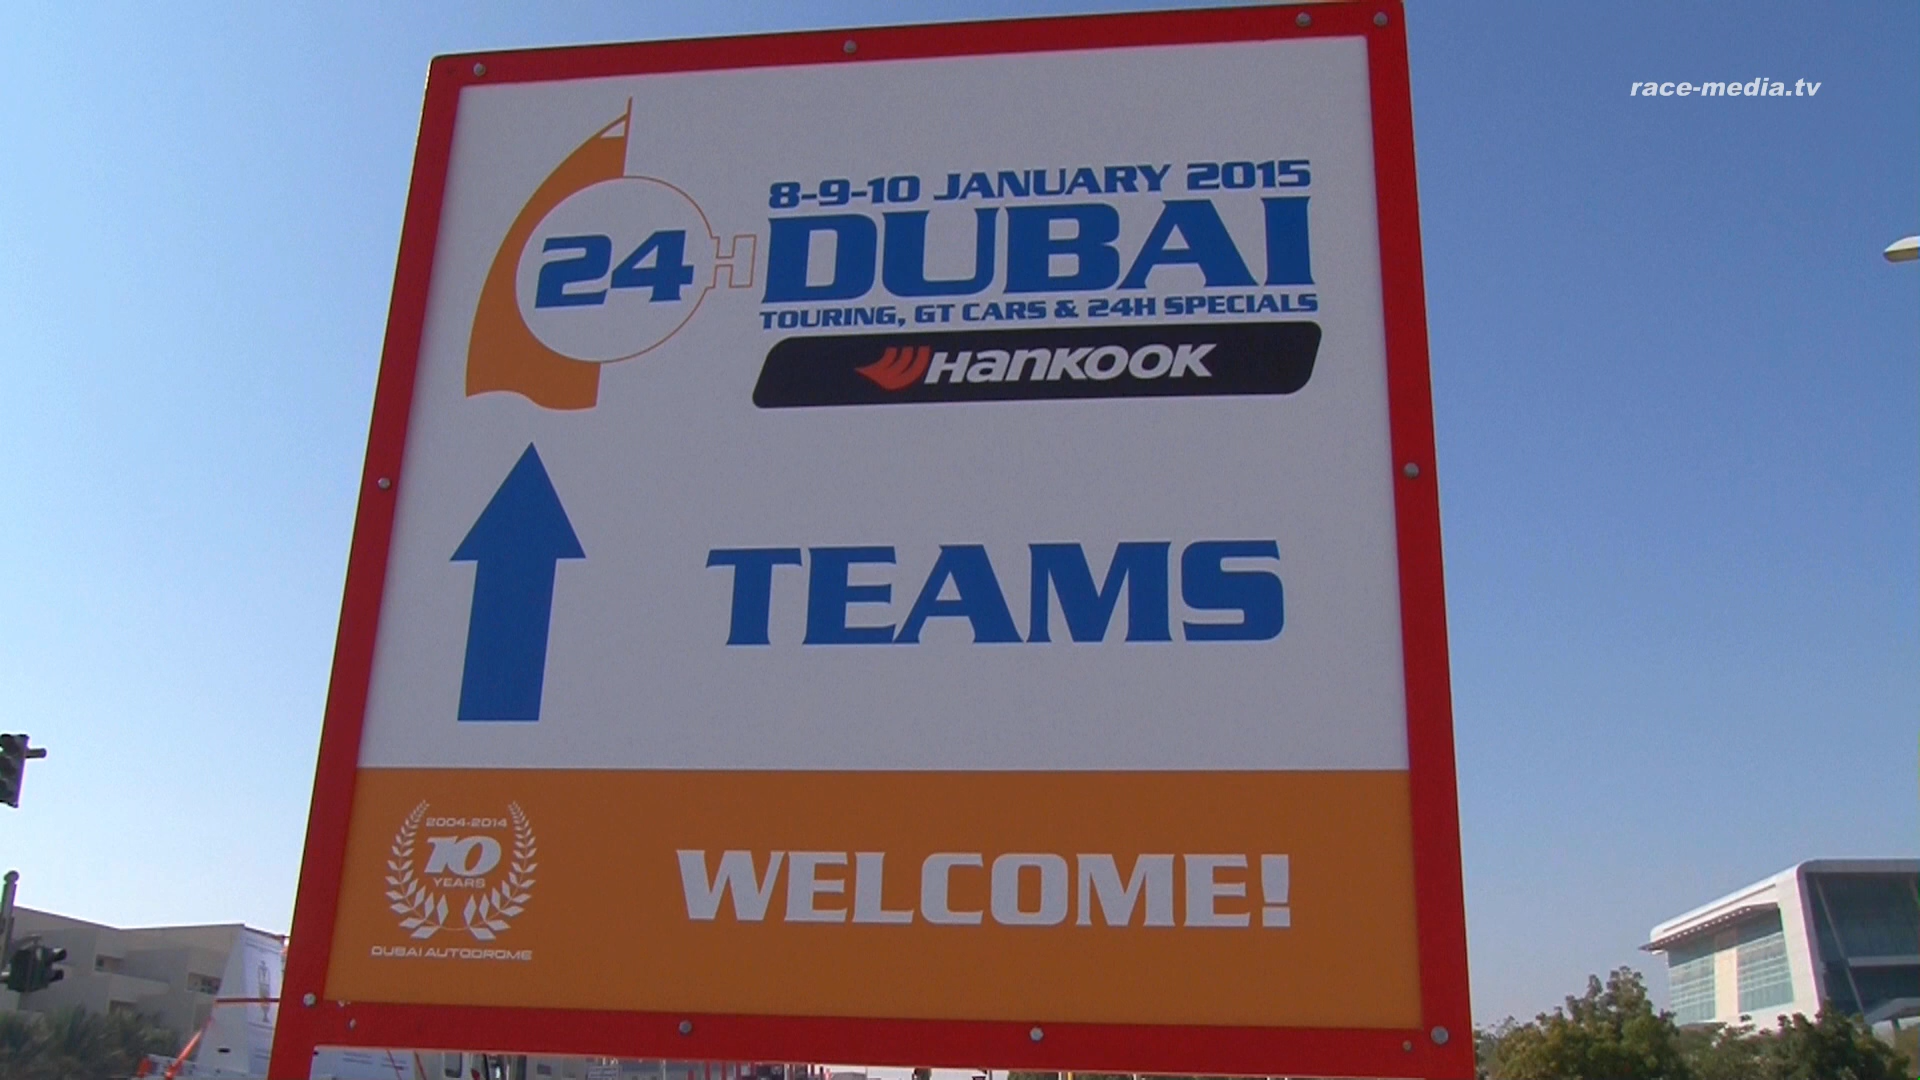 race-media.tv
8-9-10 JANUARY 2015
24H DUBAI
TOURING, GT CARS & 24H SPECIALS
HANKOOK
TEAMS
2004-2014
10
YEARS
DUBAI AUTODROME
WELCOME!